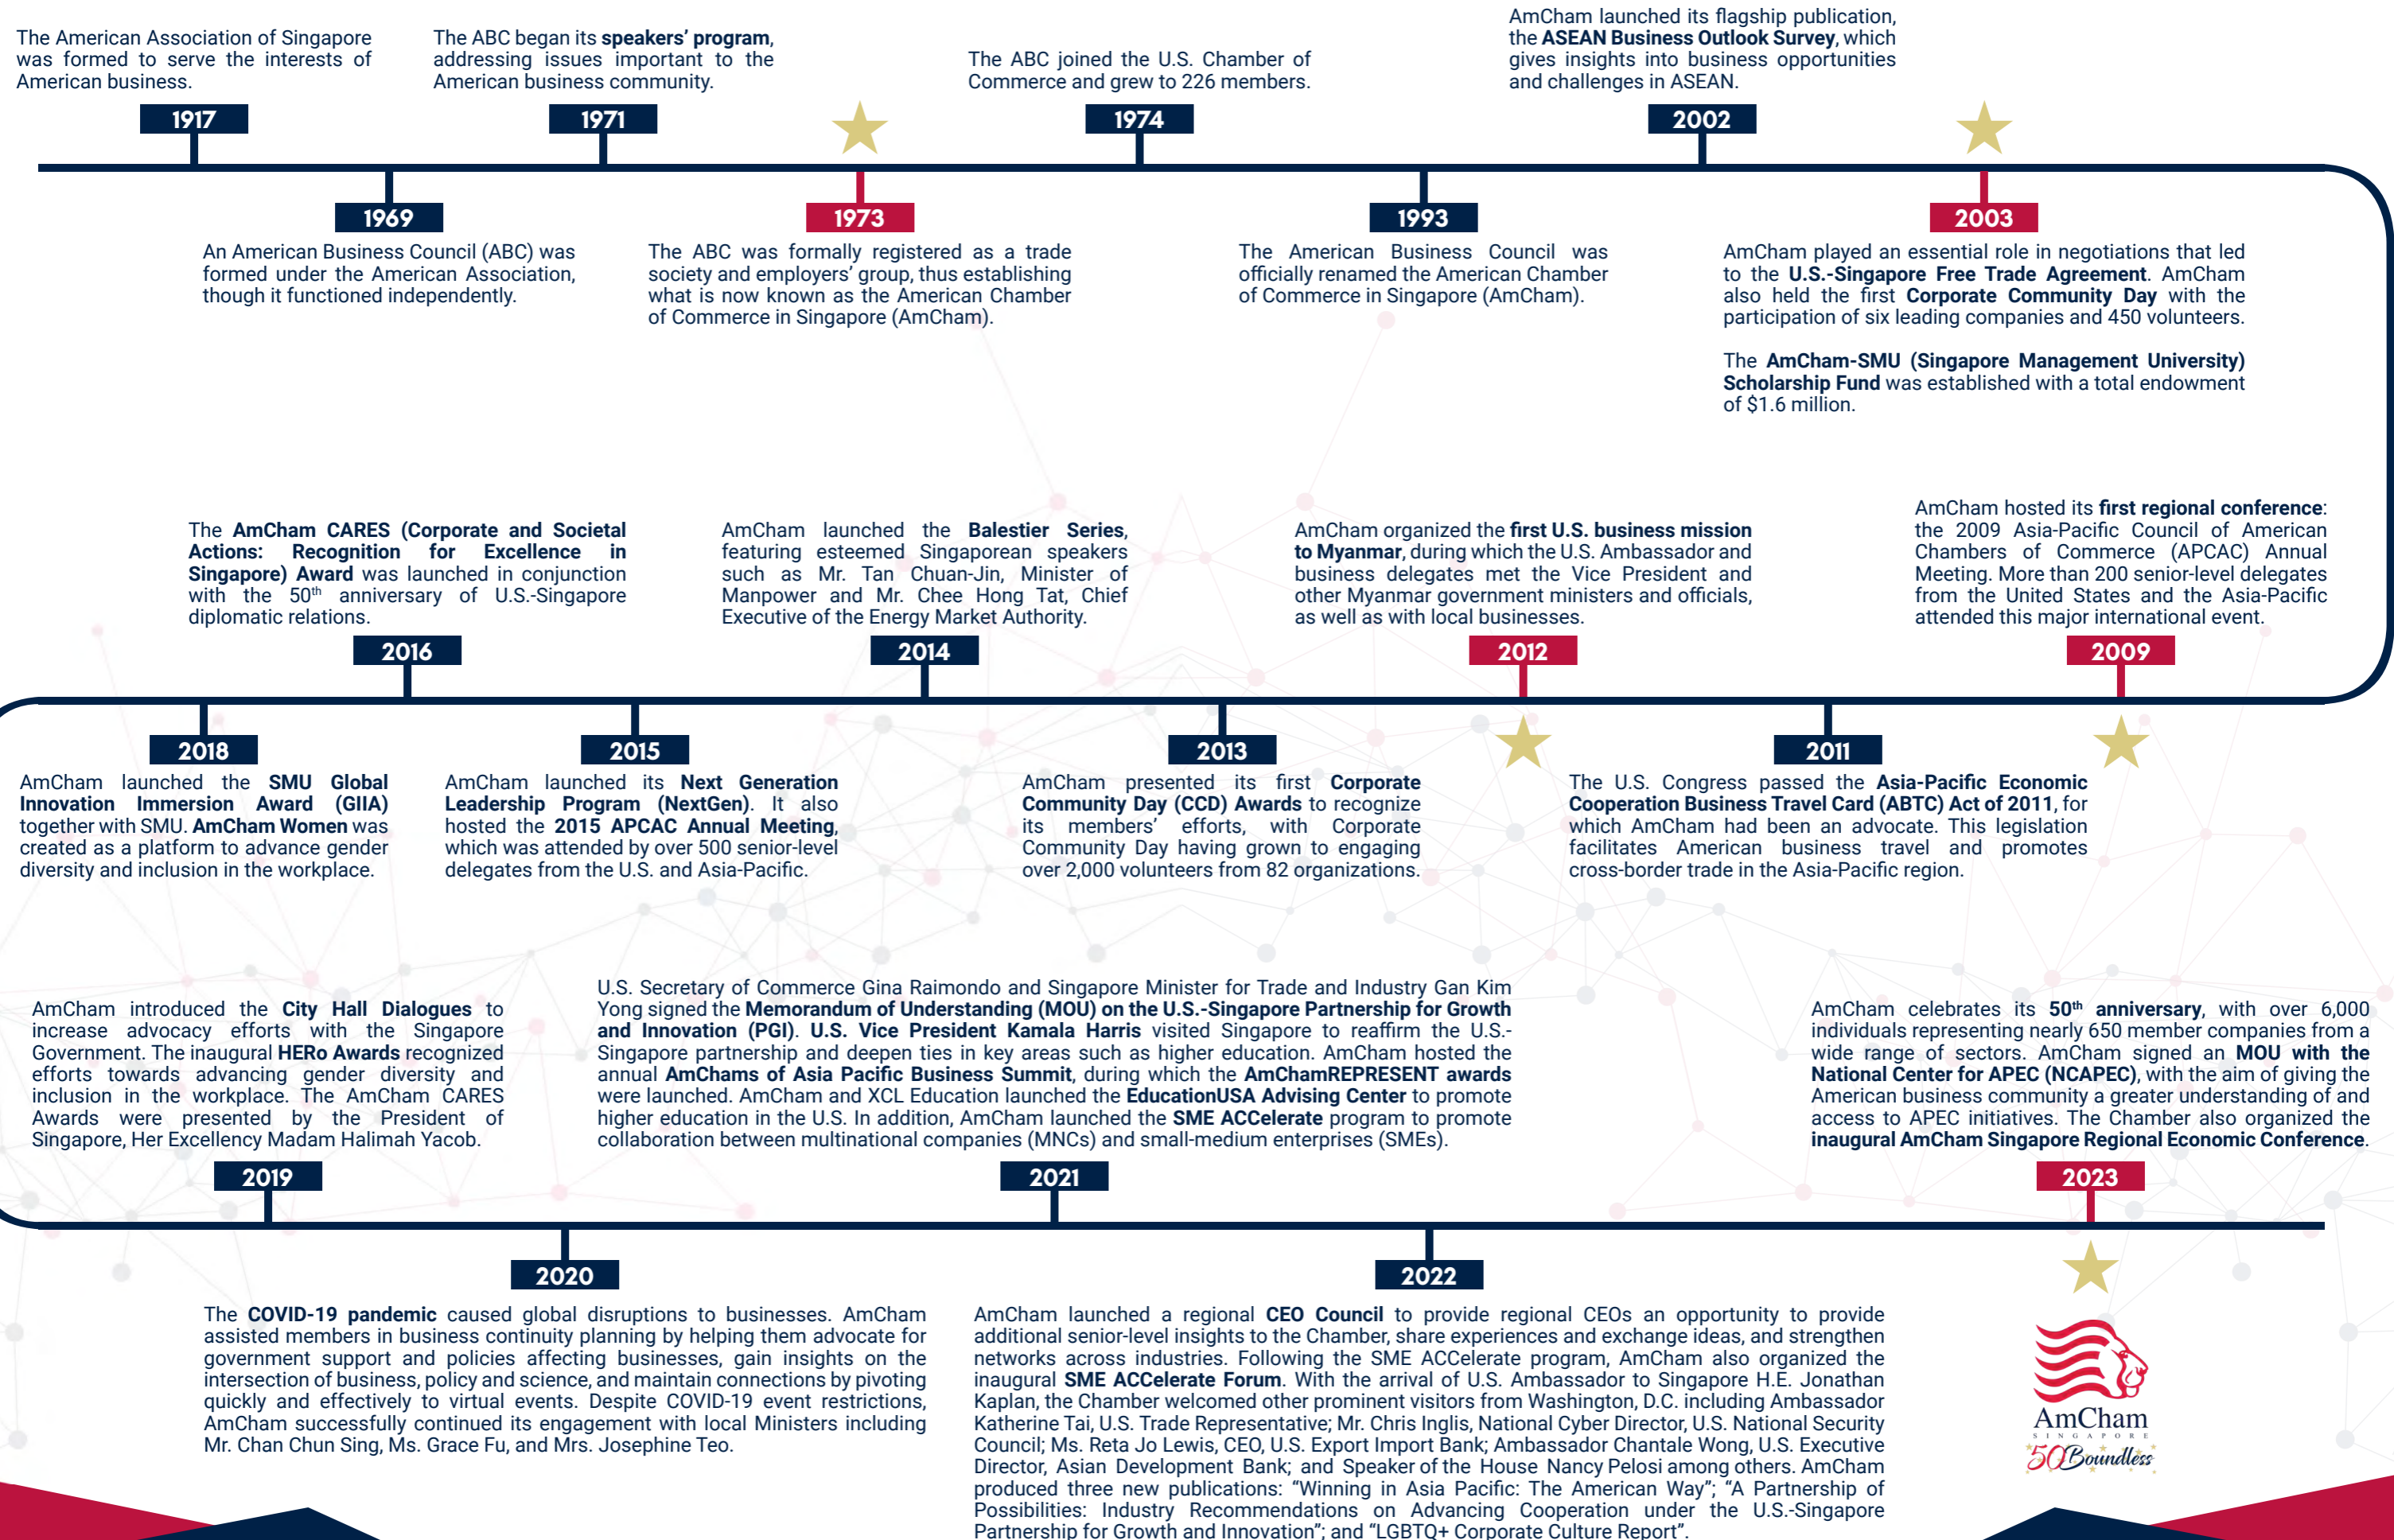 The American Association of Singapore
was formed to serve the interests of
American business.
1917
An American Business Council (ABC) was
formed under the American Association,
though it functioned independently.
1969
The ABC began its speakers' program,
addressing issues important to the
American business community.
1971
1973
The ABC was formally registered as a trade
society and employers' group, thus establishing
what is now known as the American Chamber
of Commerce in Singapore (AmCham).
The ABC joined the U.S. Chamber of
Commerce and grew to 226 members.
1974
1993
The American Business Council was
officially renamed the American Chamber
of Commerce in Singapore (AmCham).
AmCham launched its flagship publication,
the ASEAN Business Outlook Survey, which
gives insights into business opportunities
and challenges in ASEAN.
2002
2003
AmCham played an essential role in negotiations that led
to the U.S.-Singapore Free Trade Agreement. AmCham
also held the first Corporate Community Day with the
participation of six leading companies and 450 volunteers.
The AmCham-SMU (Singapore Management University)
Scholarship Fund was established with a total endowment
of $1.6 million.
AmCham hosted its first regional conference:
the 2009 Asia-Pacific Council of American
Chambers of Commerce (APCAC) Annual
Meeting. More than 200 senior-level delegates
from the United States and the Asia-Pacific
attended this major international event.
2009
2011
The U.S. Congress passed the Asia-Pacific Economic
Cooperation Business Travel Card (ABTC) Act of 2011, for
which AmCham had been an advocate. This legislation
facilitates American business travel and promotes
cross-border trade in the Asia-Pacific region.
AmCham organized the first U.S. business mission
to Myanmar, during which the U.S. Ambassador and
business delegates met the Vice President and
other Myanmar government ministers and officials,
as well as with local businesses.
2012
2013
AmCham presented its first Corporate
Community Day (CCD) Awards to recognize
its members' efforts, with Corporate
Community Day having grown to engaging
over 2,000 volunteers from 82 organizations.
AmCham launched the Balestier Series,
featuring esteemed Singaporean speakers
such as Mr. Tan Chuan-Jin, Minister of
Manpower and Mr. Chee Hong Tat, Chief
Executive of the Energy Market Authority.
2014
2015
AmCham launched its Next Generation
Leadership Program (NextGen). It also
hosted the 2015 APCAC Annual Meeting,
which was attended by over 500 senior-level
delegates from the U.S. and Asia-Pacific.
The AmCham CARES (Corporate and Societal
Actions: Recognition for Excellence in
Singapore) Award was launched in conjunction
with the 50th anniversary of U.S.-Singapore
diplomatic relations.
2016
2018
AmCham launched the SMU Global
Innovation Immersion Award (GIIA)
together with SMU. AmCham Women was
created as a platform to advance gender
diversity and inclusion in the workplace.
AmCham introduced the City Hall Dialogues to
increase advocacy efforts with the Singapore
Government. The inaugural HERo Awards recognized
efforts towards advancing gender diversity and
inclusion in the workplace. The AmCham CARES
Awards were presented by the President of
Singapore, Her Excellency Madam Halimah Yacob.
2019
2020
The COVID-19 pandemic caused global disruptions to businesses. AmCham
assisted members in business continuity planning by helping them advocate for
government support and policies affecting businesses, gain insights on the
intersection of business, policy and science, and maintain connections by pivoting
quickly and effectively to virtual events. Despite COVID-19 event restrictions,
AmCham successfully continued its engagement with local Ministers including
Mr. Chan Chun Sing, Ms. Grace Fu, and Mrs. Josephine Teo.
U.S. Secretary of Commerce Gina Raimondo and Singapore Minister for Trade and Industry Gan Kim
Yong signed the Memorandum of Understanding (MOU) on the U.S.-Singapore Partnership for Growth
and Innovation (PGI). U.S. Vice President Kamala Harris visited Singapore to reaffirm the U.S.-
Singapore partnership and deepen ties in key areas such as higher education. AmCham hosted the
annual AmChams of Asia Pacific Business Summit, during which the AmChamREPRESENT awards
were launched. AmCham and XCL Education launched the EducationUSA Advising Center to promote
higher education in the U.S. In addition, AmCham launched the SME ACCelerate program to promote
collaboration between multinational companies (MNCs) and small-medium enterprises (SMEs).
2021
2022
AmCham launched a regional CEO Council to provide regional CEOs an opportunity to provide
additional senior-level insights to the Chamber, share experiences and exchange ideas, and strengthen
networks across industries. Following the SME ACCelerate program, AmCham also organized the
inaugural SME ACCelerate Forum. With the arrival of U.S. Ambassador to Singapore H.E. Jonathan
Kaplan, the Chamber welcomed other prominent visitors from Washington, D.C. including Ambassador
Katherine Tai, U.S. Trade Representative; Mr. Chris Inglis, National Cyber Director, U.S. National Security
Council; Ms. Reta Jo Lewis, CEO, U.S. Export Import Bank; Ambassador Chantale Wong, U.S. Executive
Director, Asian Development Bank; and Speaker of the House Nancy Pelosi among others. AmCham
produced three new publications: “Winning in Asia Pacific: The American Way”; “A Partnership of
Possibilities: Industry Recommendations on Advancing Cooperation under the U.S.-Singapore
Partnership for Growth and Innovation”; and “LGBTQ+ Corporate Culture Report”.
AmCham celebrates its 50th anniversary, with over 6,000
individuals representing nearly 650 member companies from a
wide range of sectors. AmCham signed an MOU with the
National Center for APEC (NCAPEC), with the aim of giving the
American business community a greater understanding of and
access to APEC initiatives. The Chamber also organized the
inaugural AmCham Singapore Regional Economic Conference.
2023
AmCham
SINGAPORE
50 Boundless